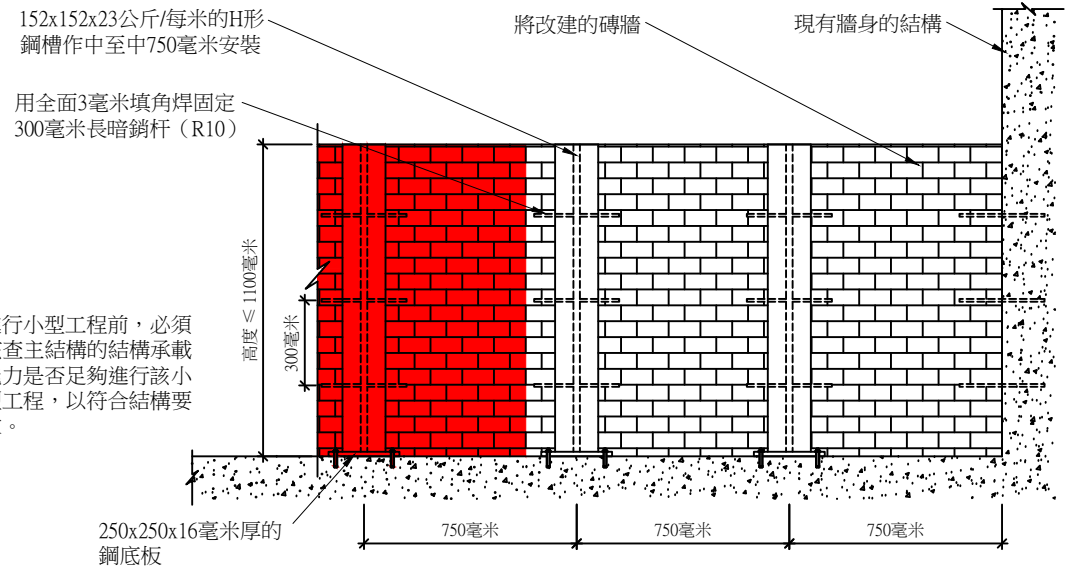 152x152x23公斤/每米的H形
鋼槽作中至中750毫米安裝
將改建的磚牆
現有牆身的結構
用全面3毫米填角焊固定
300毫米長暗銷杆（R10）
高度 ≤ 1100毫米
300毫米
行小型工程前，必須
查主結構的結構承載
力是否足夠進行該小
工程，以符合結構要
。
250x250x16毫米厚的
鋼底板
750毫米
750毫米
750毫米